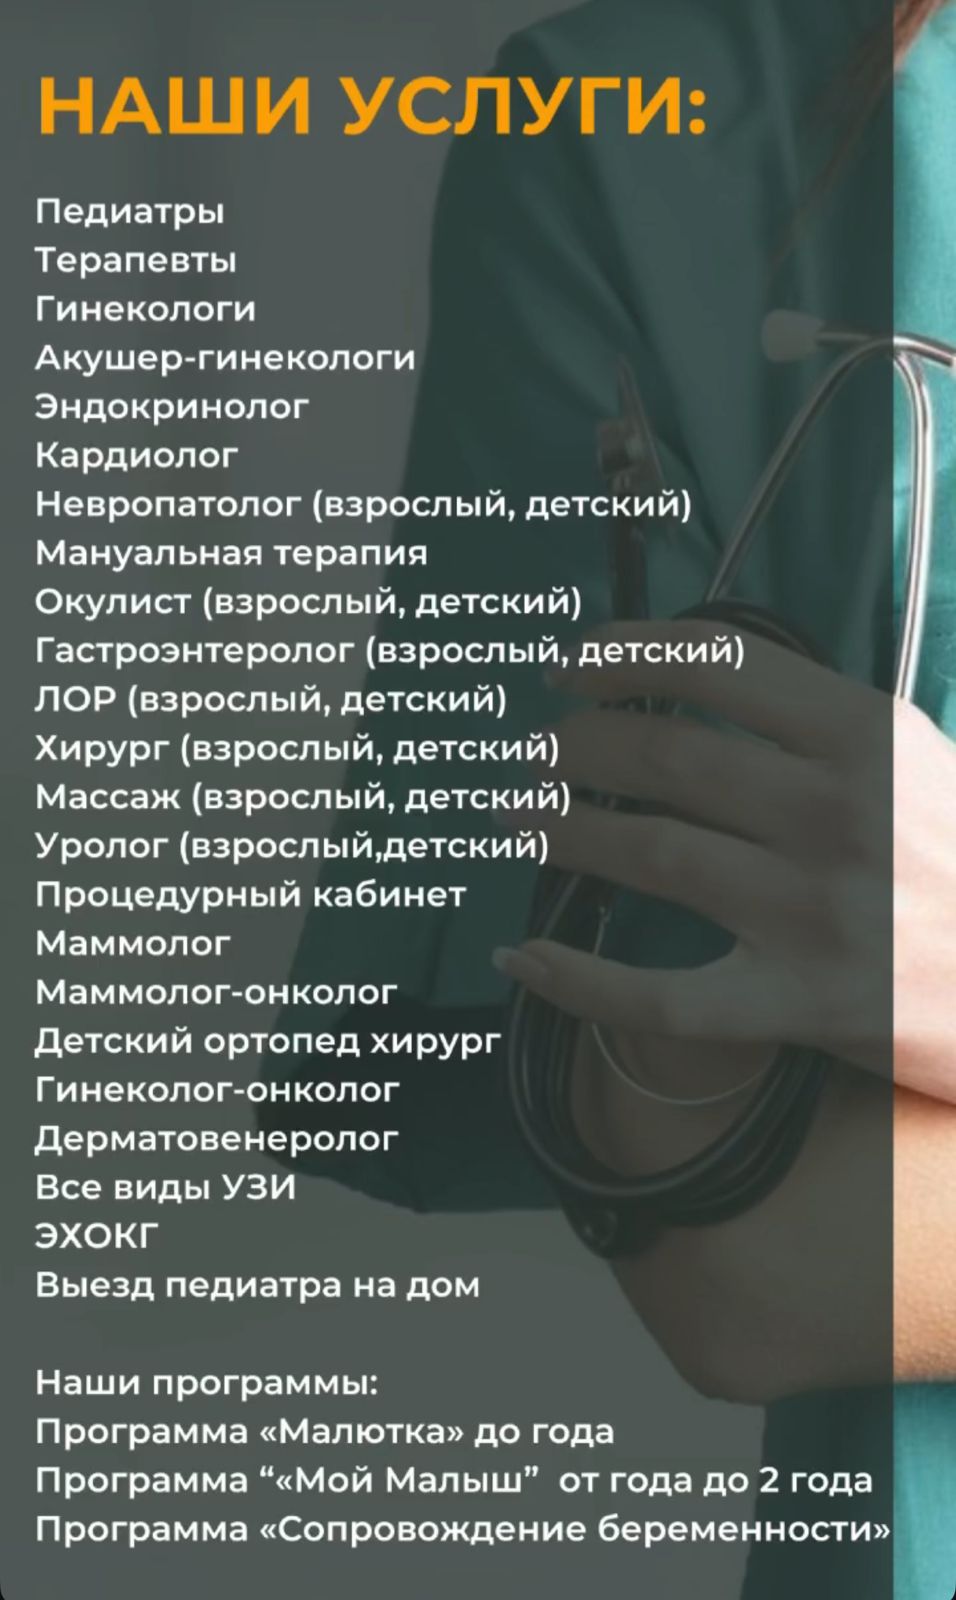 НАШИ УСЛУГИ:
Педиатры
Терапевты
Гинекологи
Акушер-гинекологи
Эндокринолог
Кардиолог
Невропатолог (взрослый, детский)
Мануальная терапия
Окулист (взрослый, детский)
Гастроэнтеролог (взрослый, детский)
ЛОР (взрослый, детский)
Хирург (взрослый, детский)
Массаж (взрослый, детский)
Уролог (взрослый,детский)
Процедурный кабинет
Маммолог
Маммолог-онколог
Детский ортопед хирург
Гинеколог-онколог
Дерматовенеролог
Все виды УЗИ
ЭХОКГ
Выезд педиатра на дом
Наши программы:
Программа «Малютка» до года
Программа “«Мой Малыш” от года до 2 года
Программа «Сопровождение беременности»